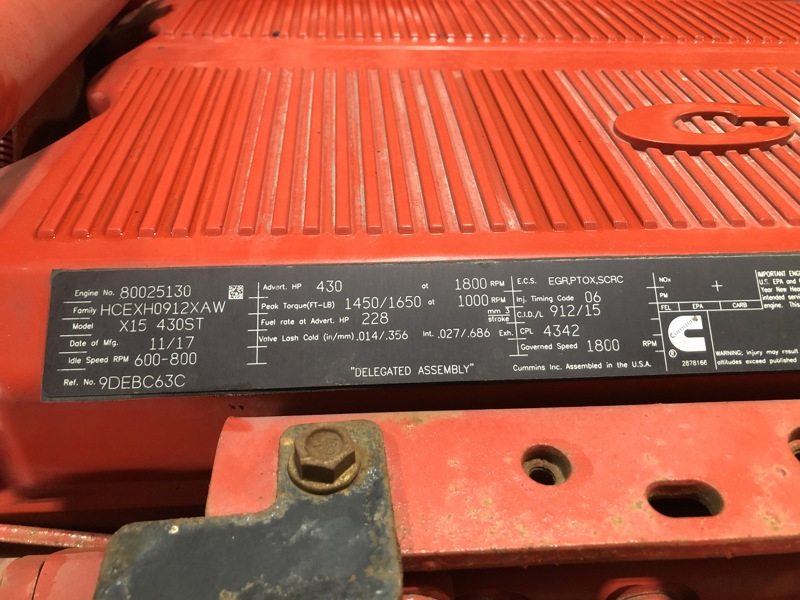 Engine No. 80025130
Family HCEXH0912XAW
Model X15 430ST
Date of Mfg. 11/17
Idle Speed RPM 600-800
Ref. No. 9DEBC63C
Advert. HP 430 at 1800 RPM
Peak Torque(FT-LB) 1450/1650 at 1000 RPM
Fuel rate at Advert. HP 228 mm 3 stroke
Valve Lash Cold (in/mm) .014/.356 Int. .027/.686 Exh.
"DELEGATED ASSEMBLY"
E.C.S. EGR,PTOX,SCRC
Inj. Timing Code 06
C.I.D./L 912/15
CPL 4342
Governed Speed 1800 RPM
Cummins Inc. Assembled in the U.S.A.
NOx
PM
FEL EPA CARB
Cummins
®
2878166
IMPORTANT ENG
U.S. EPA and C
Year New Hea
intended servic
engine. This
WARNING: Injury may result
altitudes exceed published